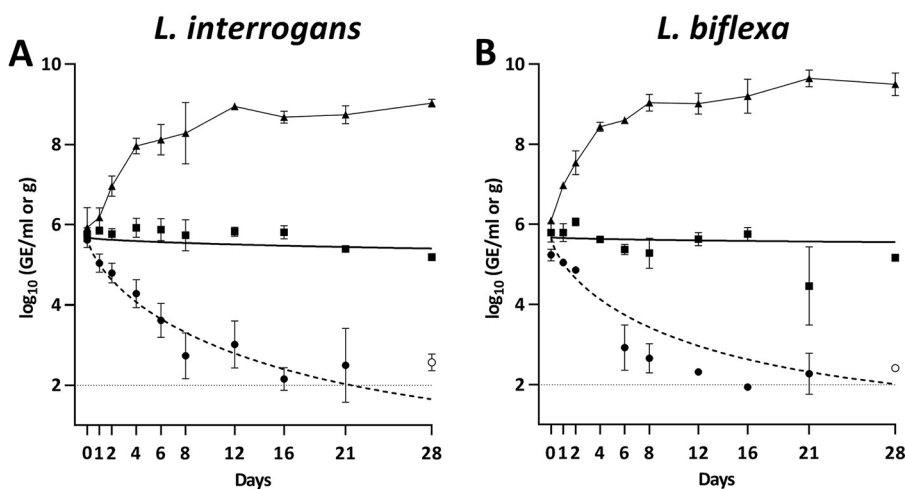 L. interrogans
L. biflexa
A
B
log10 (GE/ml or g)
10
8
6
4
2
0 1 2 4 6 8 12 16 21 28
Days
log10 (GE/ml or g)
10
8
6
4
2
0 1 2 4 6 8 12 16 21 28
Days